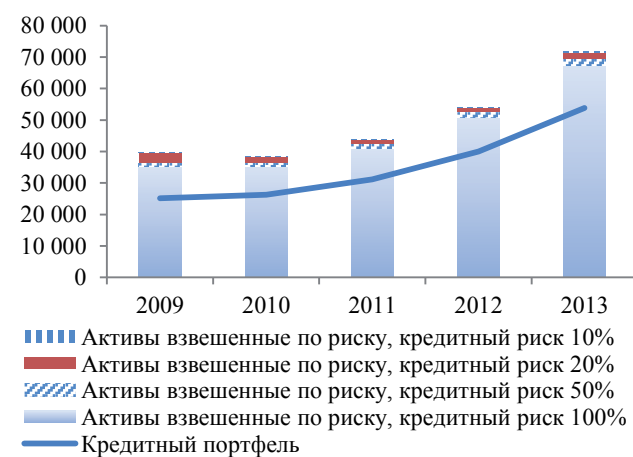 80 000
70 000
60 000
50 000
40 000
30 000
20 000
10 000
0
2009 2010 2011 2012 2013
Активы взвешенные по риску, кредитный риск 10%
Активы взвешенные по риску, кредитный риск 20%
Активы взвешенные по риску, кредитный риск 50%
Активы взвешенные по риску, кредитный риск 100%
Кредитный портфель